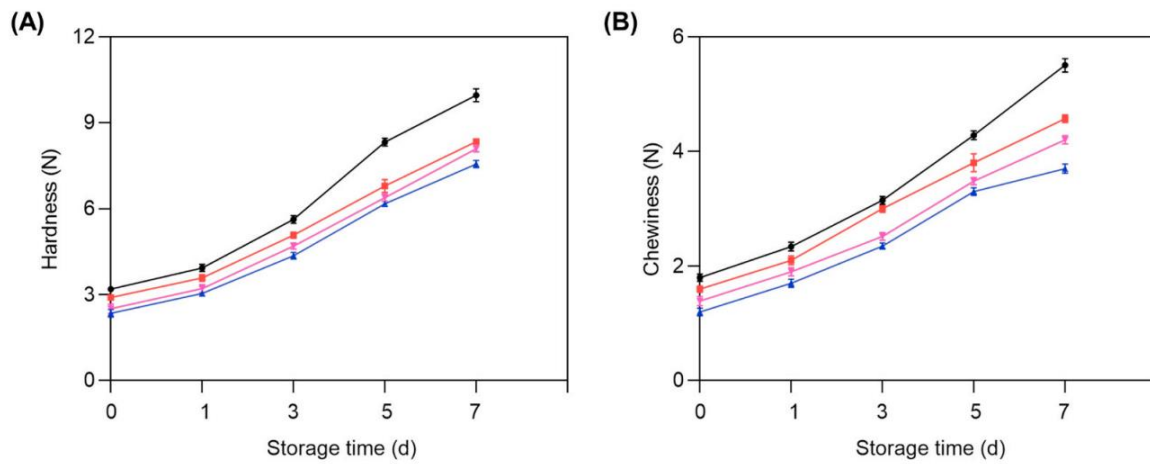 (A)
12
9
6
3
0
Hardness (N)
0 1 3 5 7
Storage time (d)
(B)
6
4
2
0
Chewiness (N)
0 1 3 5 7
Storage time (d)